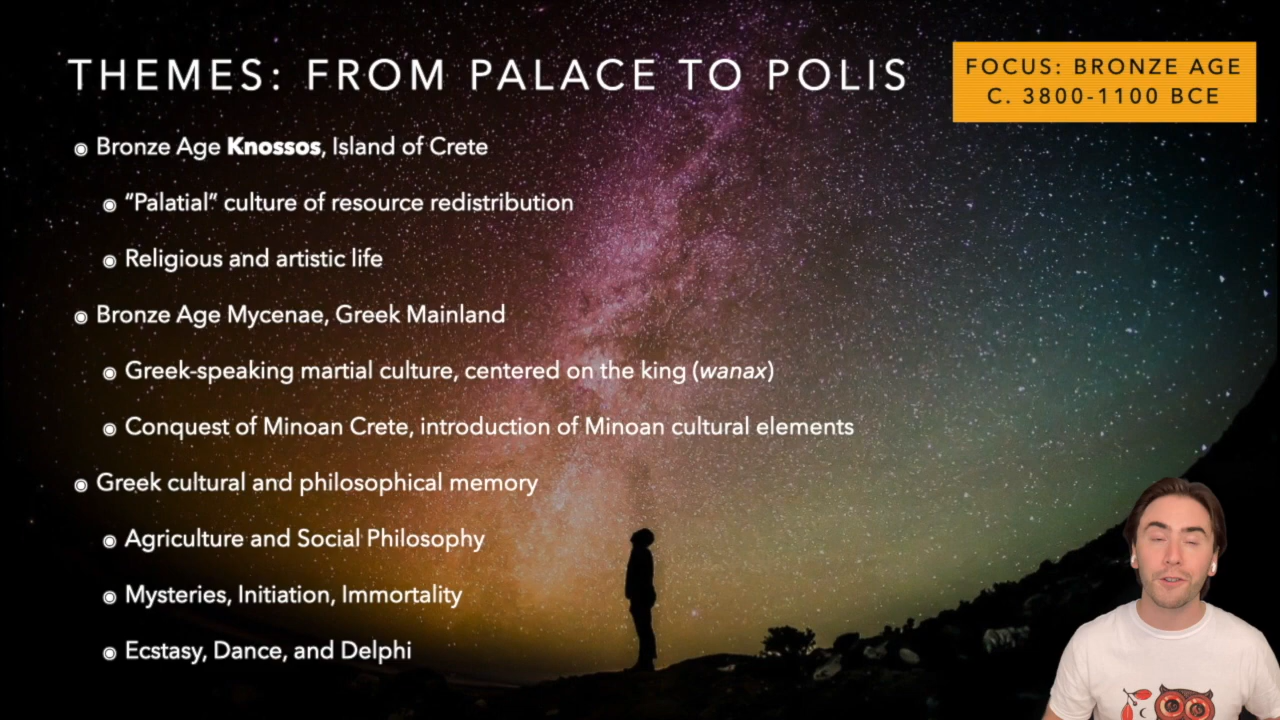 THEMES: FROM PALACE TO POLIS
FOCUS: BRONZE AGE
C. 3800-1100 BCE
Bronze Age Knossos, Island of Crete
“Palatial” culture of resource redistribution
Religious and artistic life
Bronze Age Mycenae, Greek Mainland
Greek-speaking martial culture, centered on the king (wanax)
Conquest of Minoan Crete, introduction of Minoan cultural elements
Greek cultural and philosophical memory
Agriculture and Social Philosophy
Mysteries, Initiation, Immortality
Ecstasy, Dance, and Delphi